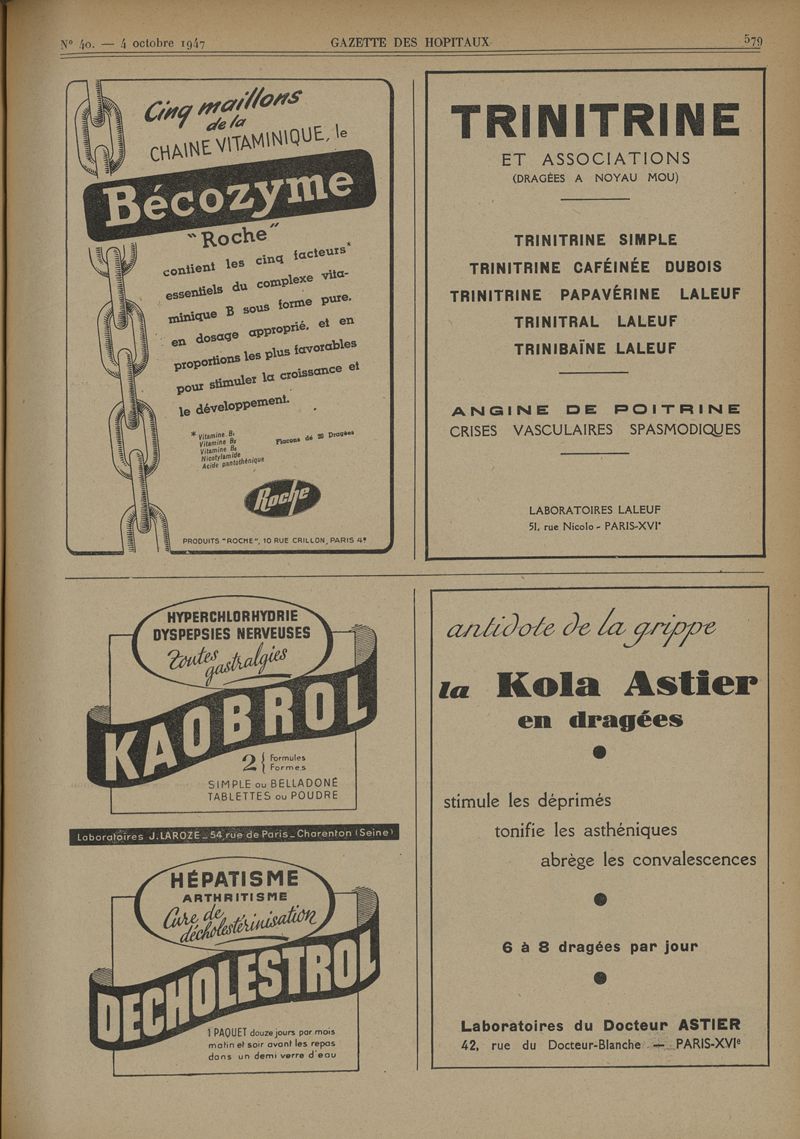 N° 40. — 4 octobre 1947
GAZETTE DES HOPITAUX
579
Cinq maillons
de la
CHAINE VITAMINIQUE, le
Bécozyme
"Roche"
contient les cinq facteurs*
essentiels du complexe vita-
minique B sous forme pure,
en dosage approprié, et en
proportions les plus favorables
pour stimuler la croissance et
le développement.
* Vitamine B1
Vitamine B2
Vitamine B6
Nicotylamide
Acide pantothénique
Flacons de 20 Dragées
Roche
PRODUITS "ROCHE", 10 RUE CRILLON, PARIS 4e
TRINITRINE
ET ASSOCIATIONS
(DRAGÉES A NOYAU MOU)
TRINITRINE SIMPLE
TRINITRINE CAFÉINÉE DUBOIS
TRINITRINE PAPAVÉRINE LALEUF
TRINITRAL LALEUF
TRINIBAÏNE LALEUF
ANGINE DE POITRINE
CRISES VASCULAIRES SPASMODIQUES
LABORATOIRES LALEUF
51, rue Nicolo - PARIS-XVIe
HYPERCHLORHYDRIE
DYSPEPSIES NERVEUSES
Toutes
gastralgies
KAOBROL
2 { Formules
Formes
SIMPLE ou BELLADONÉ
TABLETTES ou POUDRE
Laboratoires J. LAROZE _ 54, rue de Paris _ Charenton (Seine)
HÉPATISME
ARTHRITISME
Cure de
décholestérinisation
DECHOLESTROL
1 PAQUET douze jours par mois
matin et soir avant les repas
dans un demi verre d'eau
antidote de la grippe
la Kola Astier
en dragées
stimule les déprimés
tonifie les asthéniques
abrège les convalescences
6 à 8 dragées par jour
Laboratoires du Docteur ASTIER
42, rue du Docteur-Blanche — PARIS-XVIe